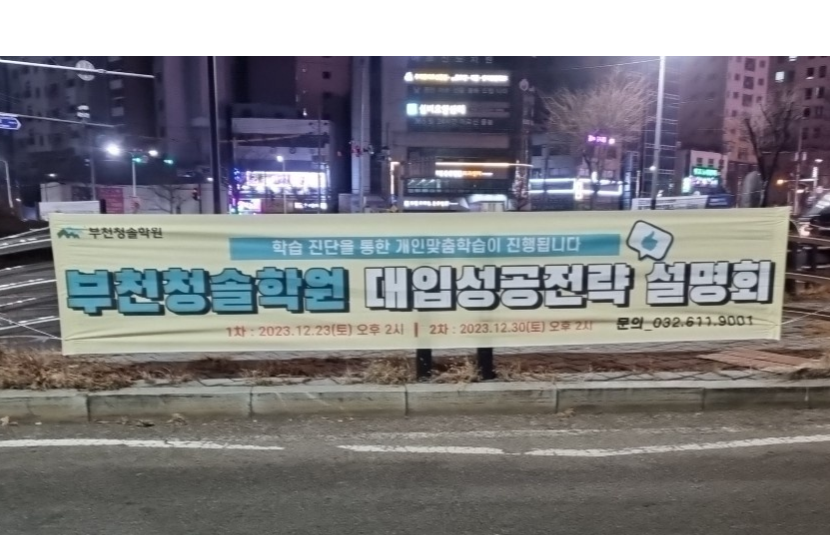 부천청솔학원
학습 진단을 통한 개인맞춤학습이 진행됩니다
부천청솔학원 대입성공전략 설명회
1차 : 2023.12.23(토) 오후 2시 | 2차 : 2023.12.30(토) 오후 2시 문의_032.611.9001